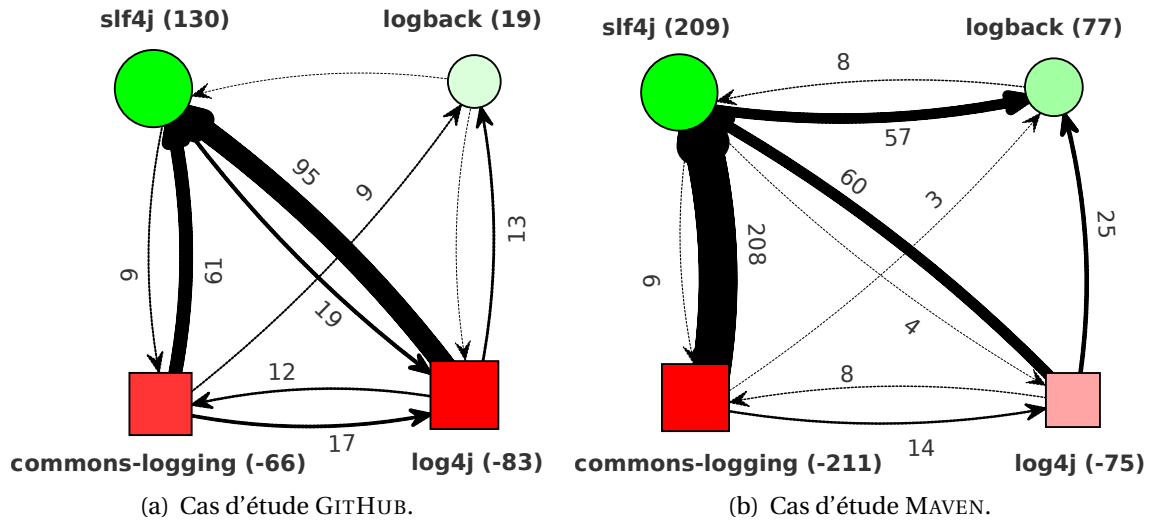 slf4j (130)
logback (19)
95
9
9
61
13
19
12
17
commons-logging (-66)
log4j (-83)
(a) Cas d'étude GITHUB.
slf4j (209)
logback (77)
8
57
60
3
208
25
6
4
8
14
commons-logging (-211)
log4j (-75)
(b) Cas d'étude MAVEN.